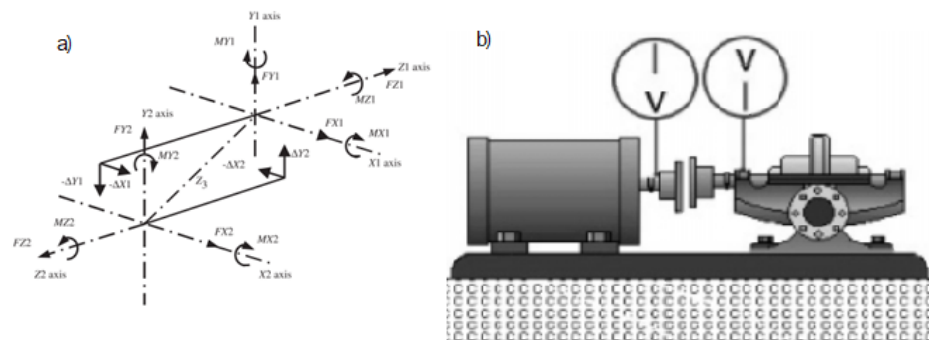 a)
Y1 axis
MY1
FY1
Z1 axis
FZ1
MZ1
Y2 axis
FY2
MY2
FX1
MX1
X1 axis
-ΔX2
ΔY2
-ΔY1
-ΔX1
Z3
MZ2
FZ2
Z2 axis
FX2
MX2
X2 axis
b)
I
V
V
I